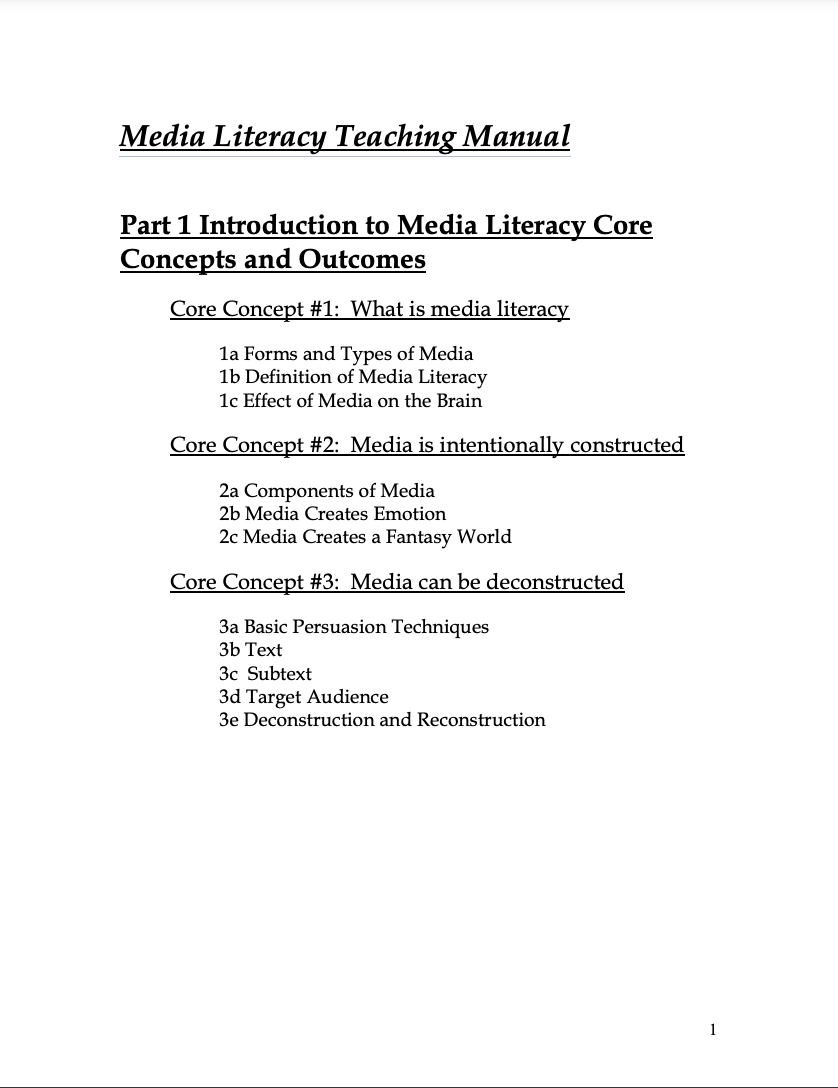 Media Literacy Teaching Manual
Part 1 Introduction to Media Literacy Core
Concepts and Outcomes
Core Concept #1:  What is media literacy
1a Forms and Types of Media
1b Definition of Media Literacy
1c Effect of Media on the Brain
Core Concept #2:  Media is intentionally constructed
2a Components of Media
2b Media Creates Emotion
2c Media Creates a Fantasy World
Core Concept #3:  Media can be deconstructed
3a Basic Persuasion Techniques
3b Text
3c  Subtext
3d Target Audience
3e Deconstruction and Reconstruction
1